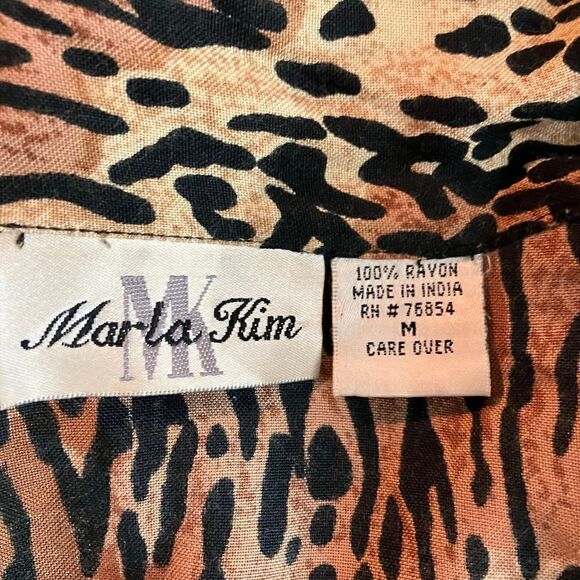 MK
Marla Kim
100% RAYON
MADE IN INDIA
RN # 76854
M
CARE OVER